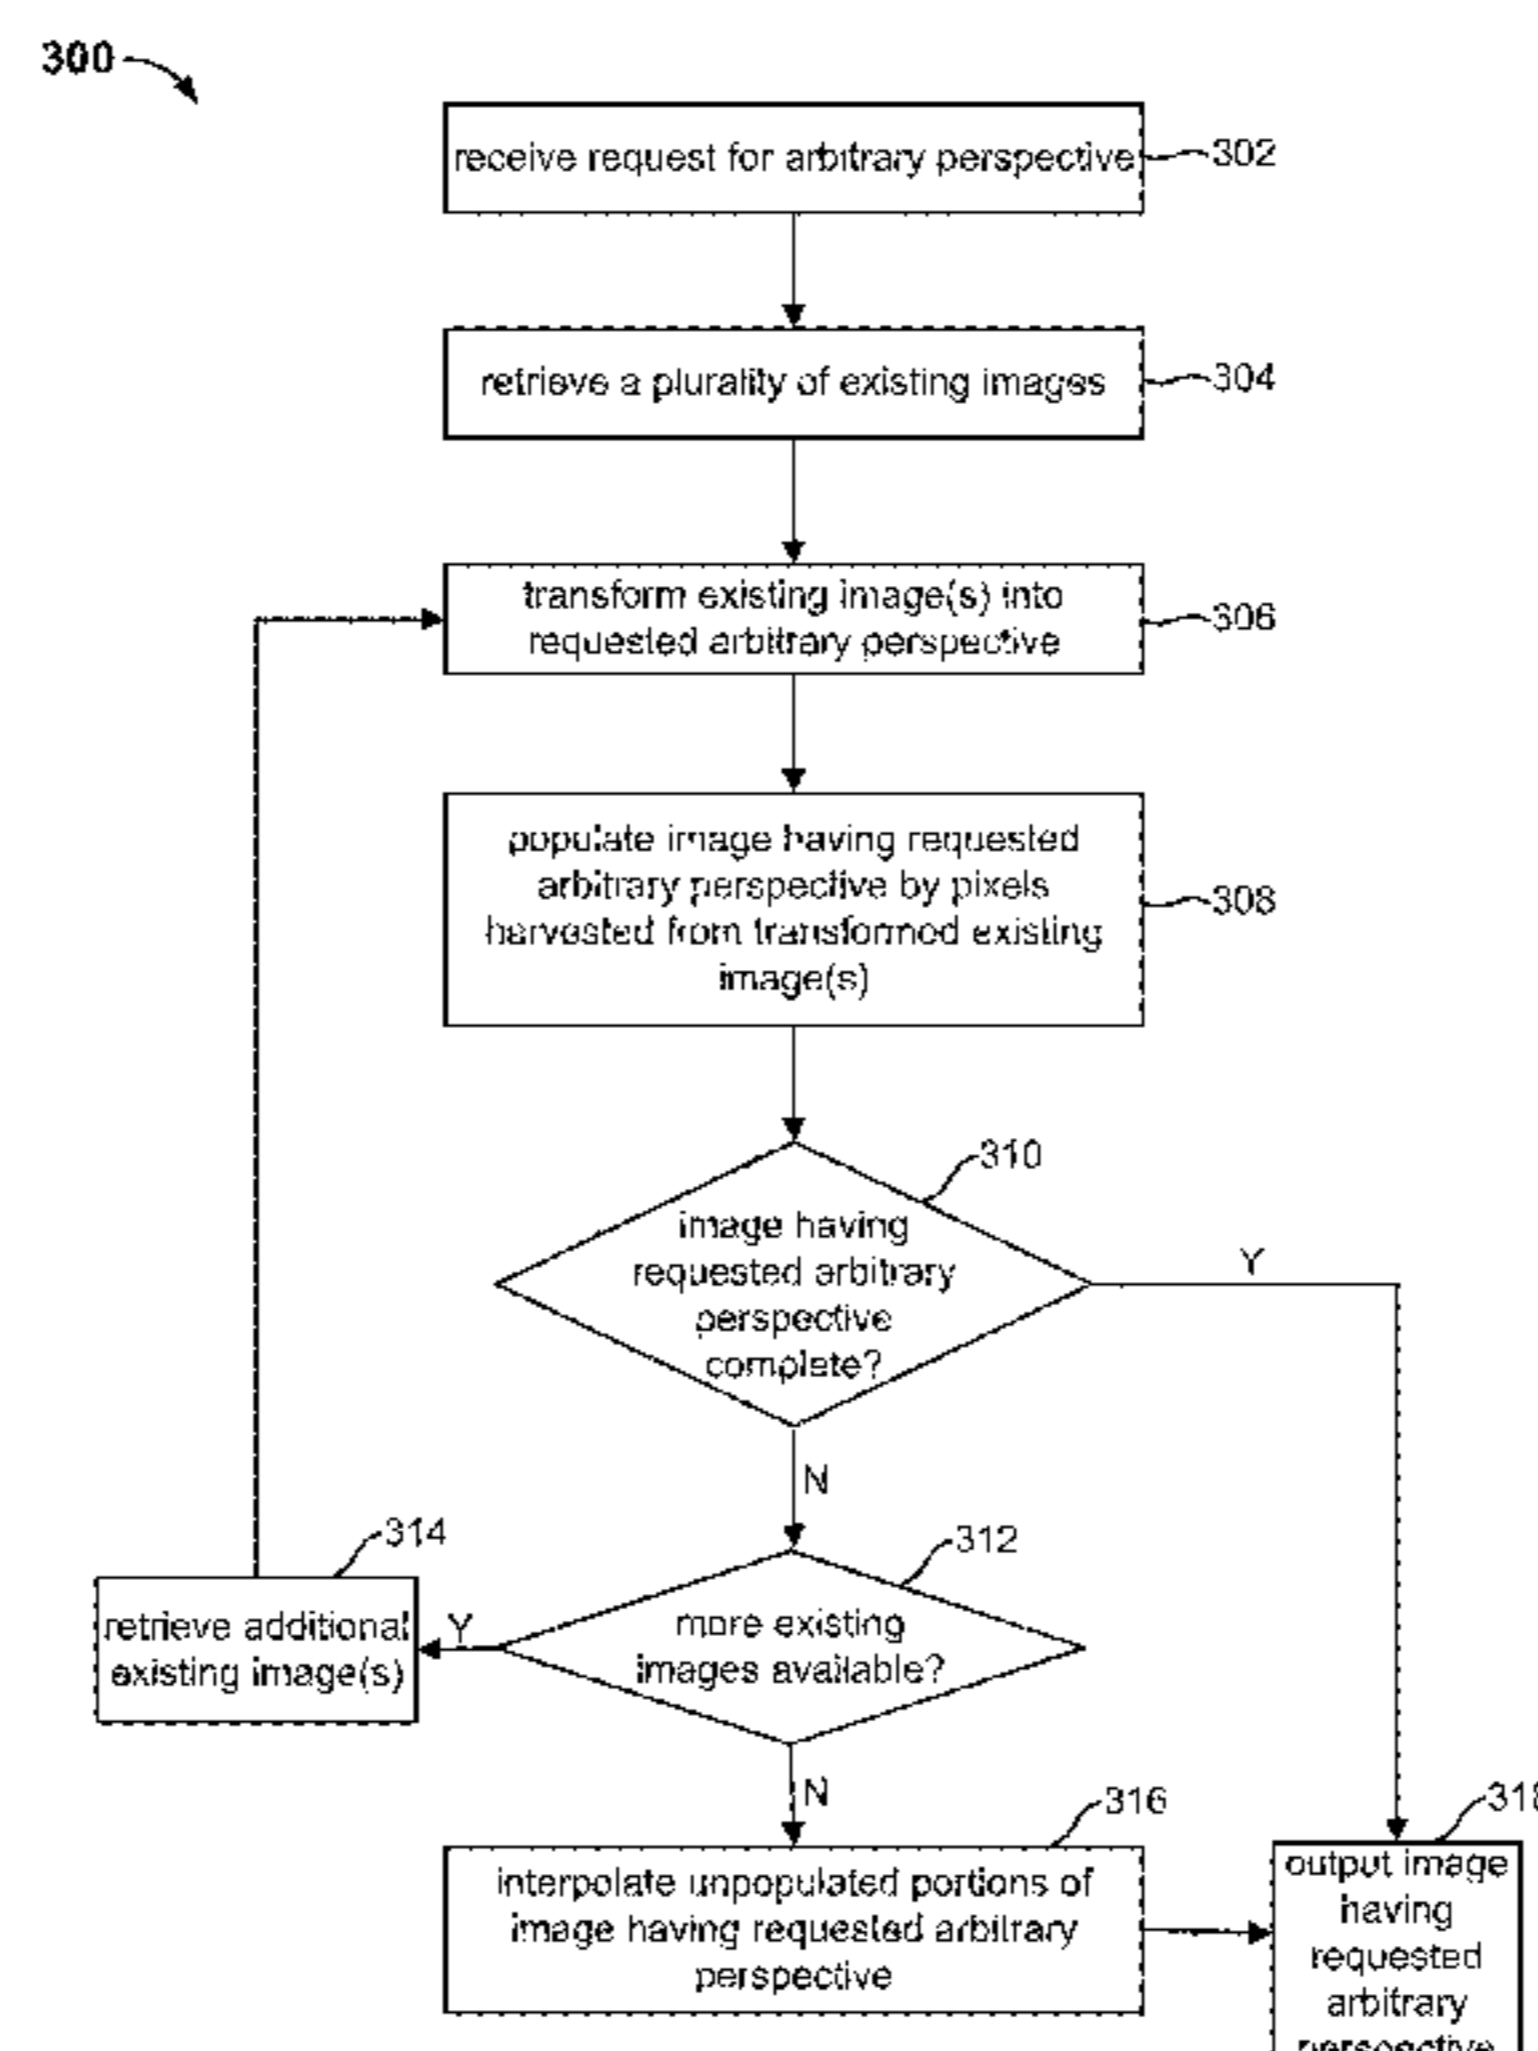 300
receive request for arbitrary perspective
302
retrieve a plurality of existing images
304
transform existing image(s) into
requested arbitrary perspective
306
populate image having requested
arbitrary perspective by pixels
harvested from transformed existing
image(s)
308
310
image having
requested arbitrary
perspective
complete?
Y
N
314
312
retrieve additional
existing image(s)
Y
more existing
images available?
N
316
318
interpolate unpopulated portions of
image having requested arbitrary
perspective
output image
having
requested
arbitrary
perspective